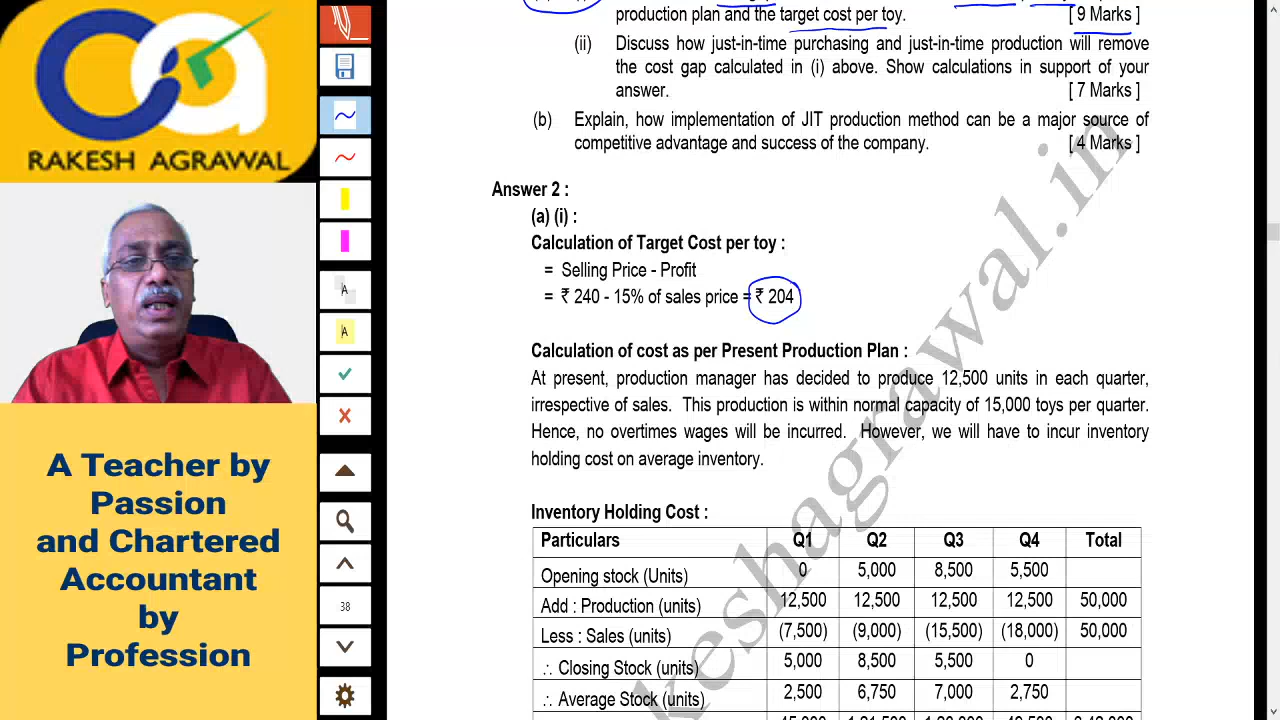 RAKESH AGRAWAL
A Teacher by
Passion
and Chartered
Accountant
by
Profession
A
A
38
production plan and the target cost per toy. [ 9 Marks ]
(ii) Discuss how just-in-time purchasing and just-in-time production will remove
the cost gap calculated in (i) above. Show calculations in support of your
answer. [ 7 Marks ]
(b) Explain, how implementation of JIT production method can be a major source of
competitive advantage and success of the company. [ 4 Marks ]
Answer 2 :
(a) (i) :
Calculation of Target Cost per toy :
= Selling Price - Profit
= ₹ 240 - 15% of sales price = ₹ 204
Calculation of cost as per Present Production Plan :
At present, production manager has decided to produce 12,500 units in each quarter,
irrespective of sales. This production is within normal capacity of 15,000 toys per quarter.
Hence, no overtimes wages will be incurred. However, we will have to incur inventory
holding cost on average inventory.
Inventory Holding Cost :
Particulars Q1 Q2 Q3 Q4 Total
Opening stock (Units) 0 5,000 8,500 5,500
Add : Production (units) 12,500 12,500 12,500 12,500 50,000
Less : Sales (units) (7,500) (9,000) (15,500) (18,000) 50,000
∴ Closing Stock (units) 5,000 8,500 5,500 0
∴ Average Stock (units) 2,500 6,750 7,000 2,750
keshagrawal.in